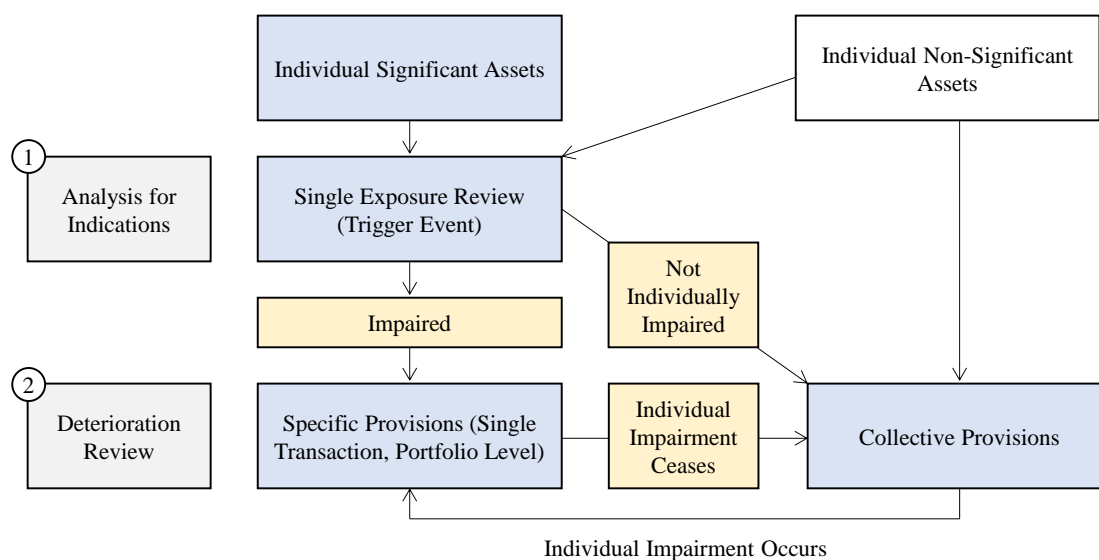 Individual Significant Assets
Individual Non-Significant
Assets
1
Analysis for
Indications
Single Exposure Review
(Trigger Event)
Not
Individually
Impaired
Impaired
2
Deterioration
Review
Specific Provisions (Single
Transaction, Portfolio Level)
Individual
Impairment
Ceases
Collective Provisions
Individual Impairment Occurs